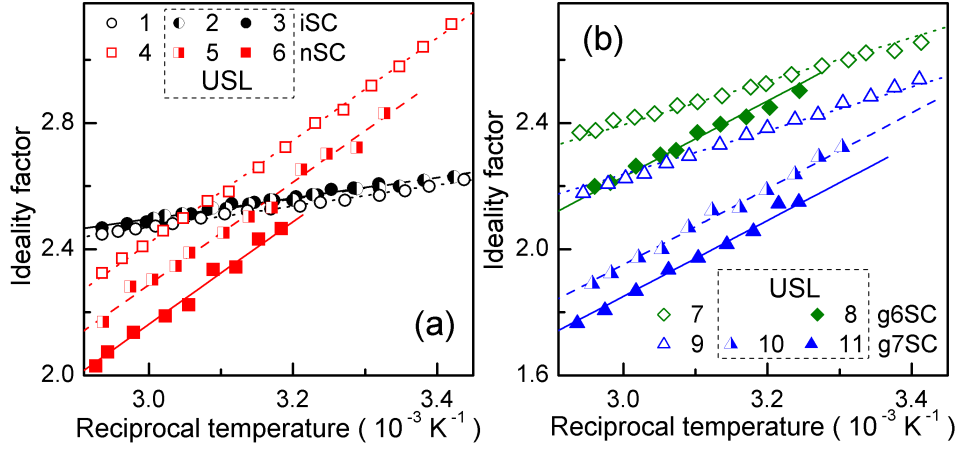 1 2 3 iSC
4 5 6 nSC
USL
(a)
Ideality factor
2.8
2.4
2.0
3.0 3.2 3.4
Reciprocal temperature ( 10⁻³ K⁻¹)
(b)
Ideality factor
2.4
2.0
1.6
USL
7 8 g6SC
9 10 11 g7SC
3.0 3.2 3.4
Reciprocal temperature ( 10⁻³ K⁻¹)